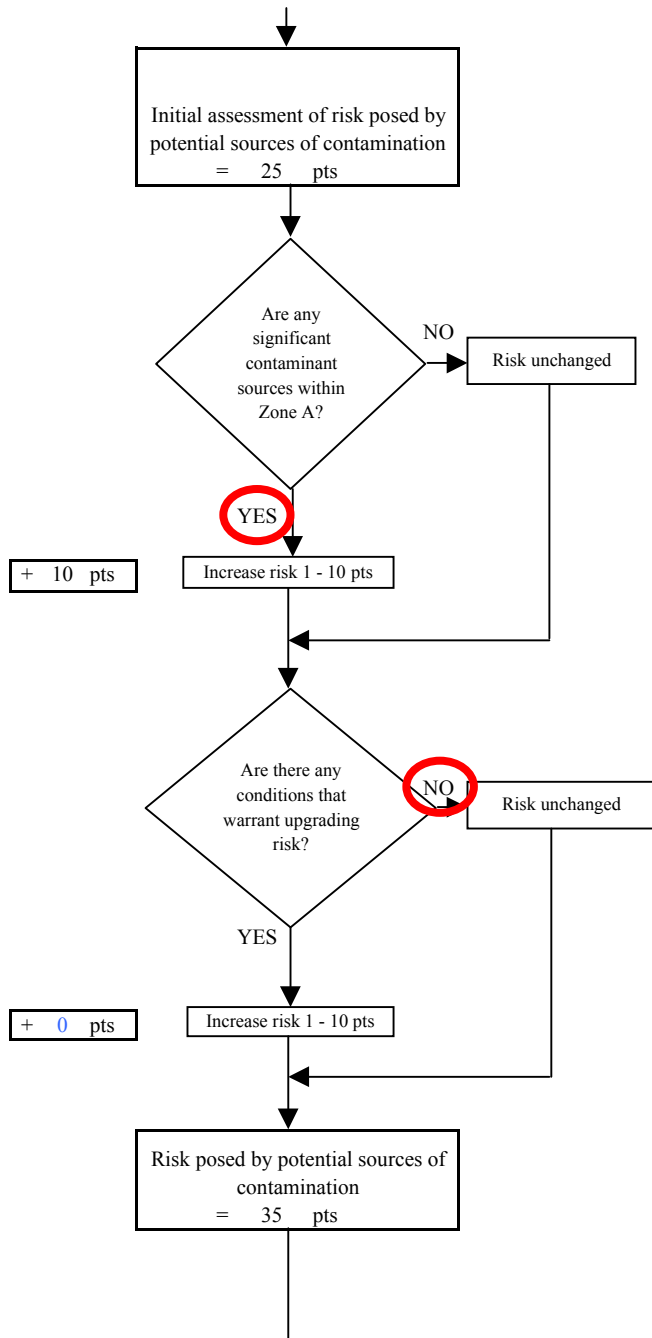 Initial assessment of risk posed by
potential sources of contamination
= 25 pts
Are any
significant
contaminant
sources within
Zone A?
NO
Risk unchanged
YES
+ 10 pts
Increase risk 1 - 10 pts
Are there any
conditions that
warrant upgrading
risk?
NO
Risk unchanged
YES
+ 0 pts
Increase risk 1 - 10 pts
Risk posed by potential sources of
contamination
= 35 pts